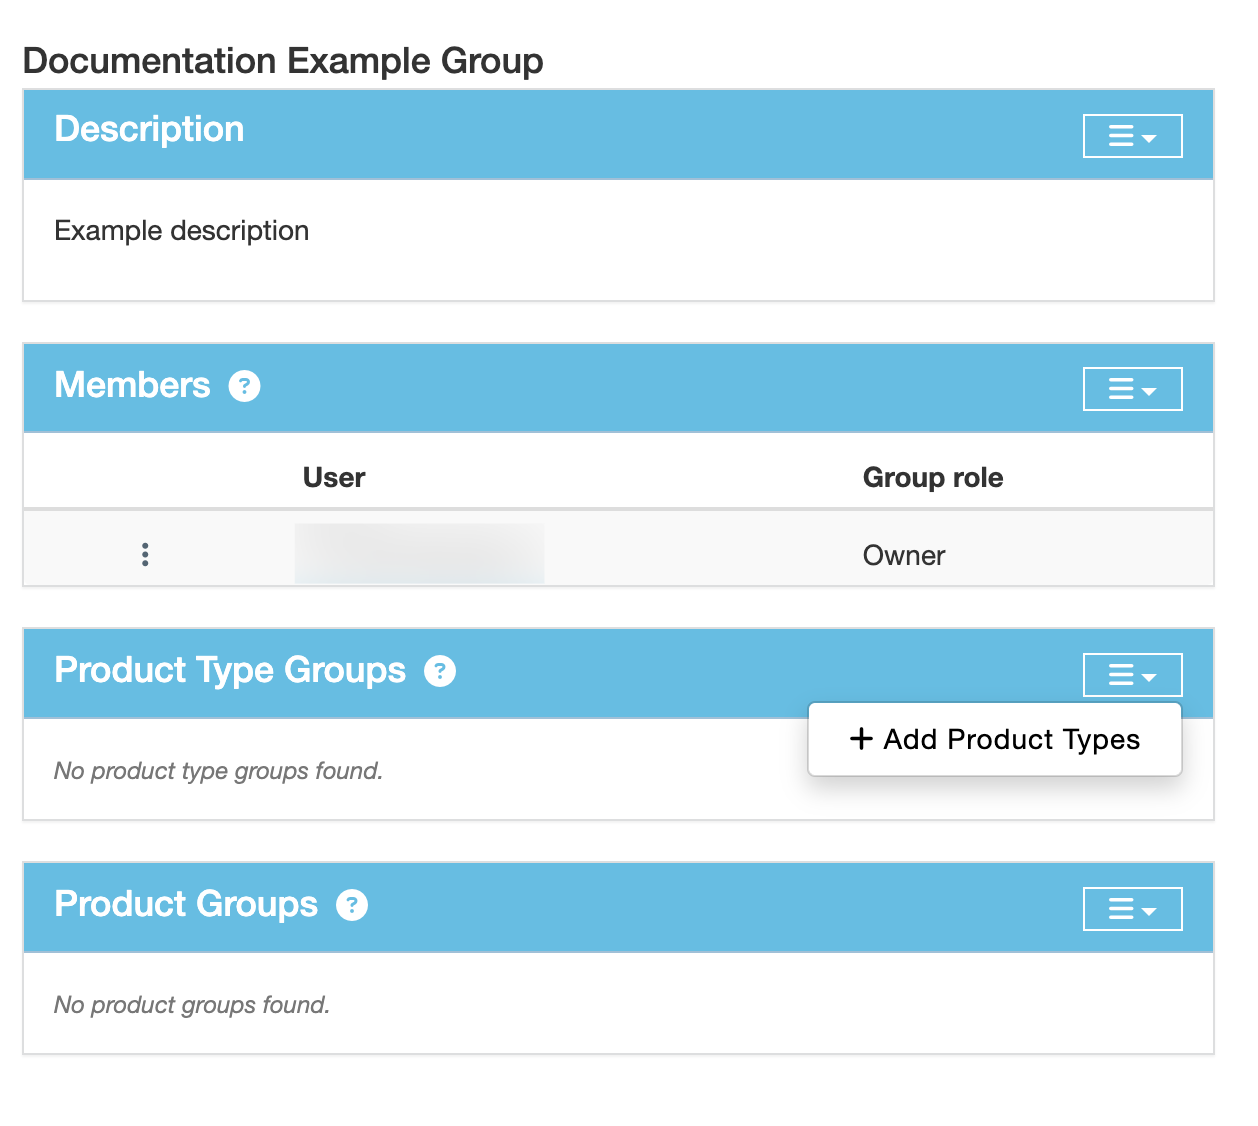 Documentation Example Group
Description
Example description
Members ?
User Group role
Owner
Product Type Groups ?
+ Add Product Types
No product type groups found.
Product Groups ?
No product groups found.